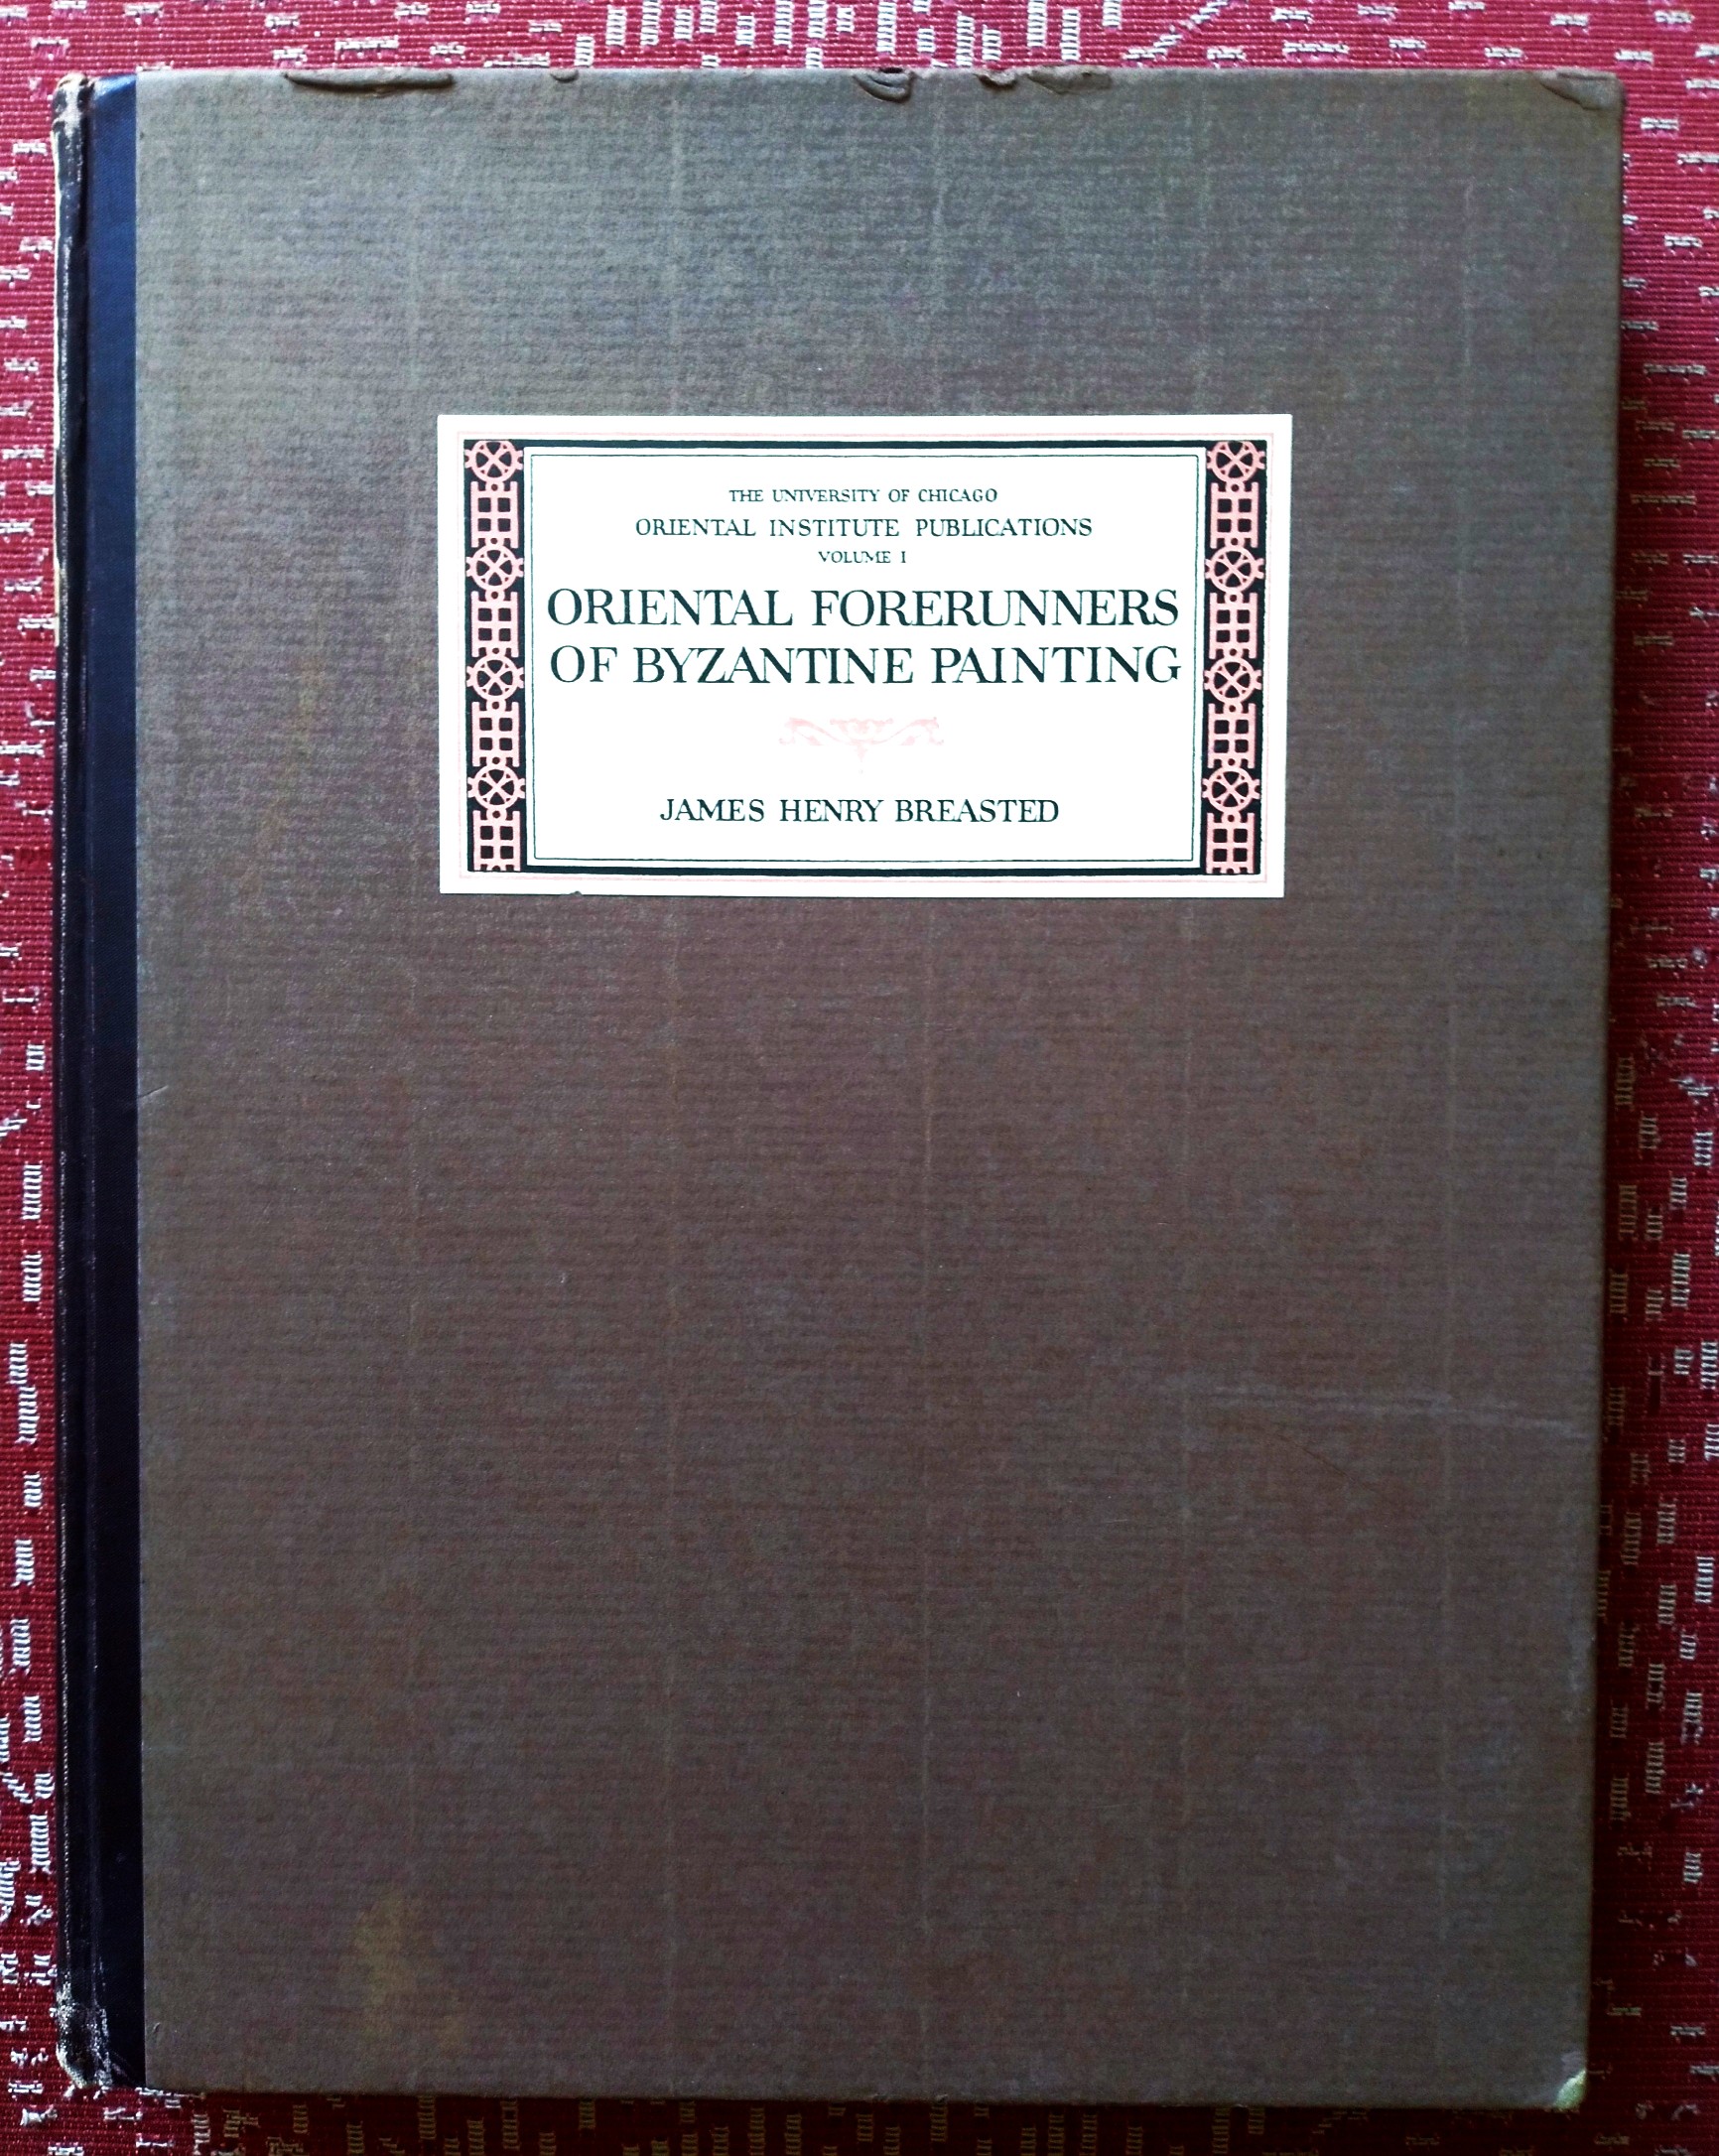 THE UNIVERSITY OF CHICAGO
ORIENTAL INSTITUTE PUBLICATIONS
VOLUME I
ORIENTAL FORERUNNERS
OF BYZANTINE PAINTING
JAMES HENRY BREASTED